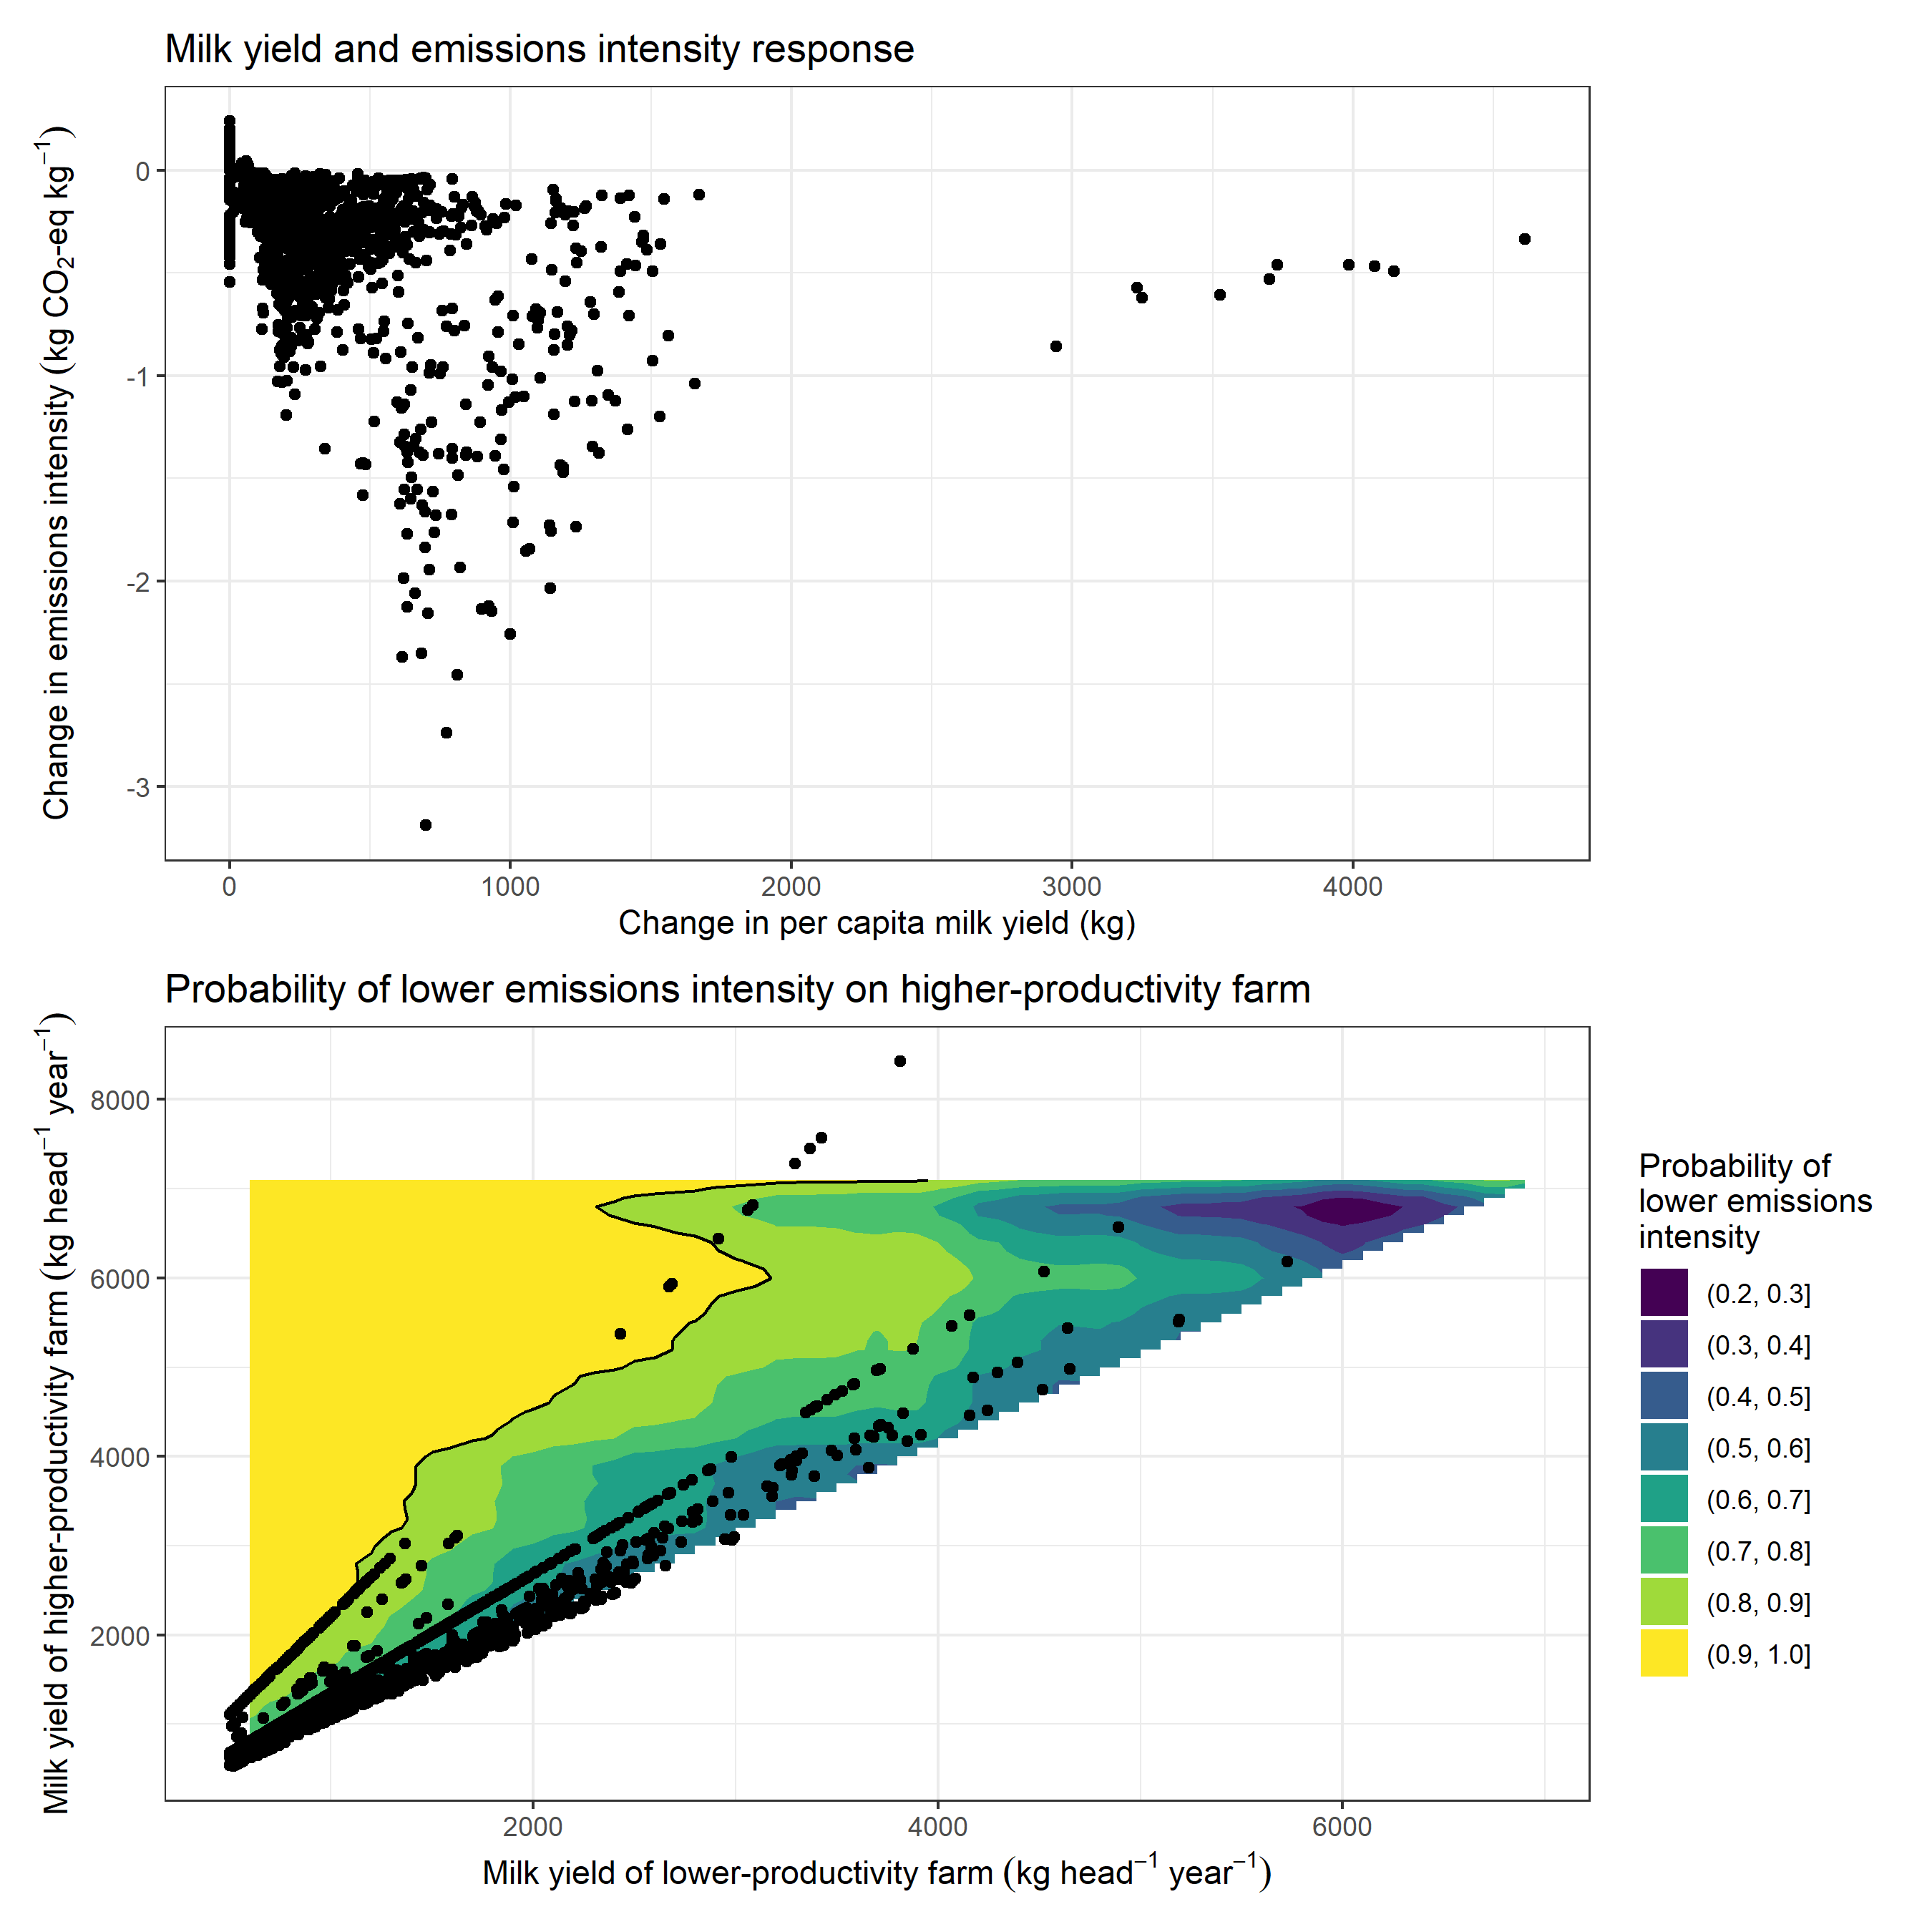 Milk yield and emissions intensity response
Change in emissions intensity (kg CO₂-eq kg⁻¹)
0
-1
-2
-3
0 1000 2000 3000 4000
Change in per capita milk yield (kg)
Probability of lower emissions intensity on higher-productivity farm
Milk yield of higher-productivity farm (kg head⁻¹ year⁻¹)
8000
6000
4000
2000
2000 4000 6000
Milk yield of lower-productivity farm (kg head⁻¹ year⁻¹)
Probability of
lower emissions
intensity
(0.2, 0.3]
(0.3, 0.4]
(0.4, 0.5]
(0.5, 0.6]
(0.6, 0.7]
(0.7, 0.8]
(0.8, 0.9]
(0.9, 1.0]